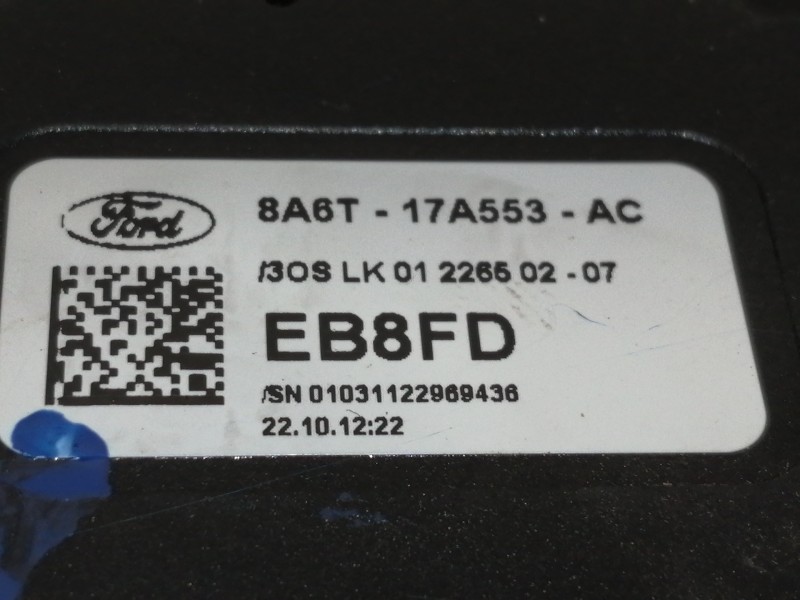 Ford
8A6T - 17A553 - AC
/3OS LK 01 2265 02 - 07
EB8FD
/SN 01031122969436
22.10.12:22